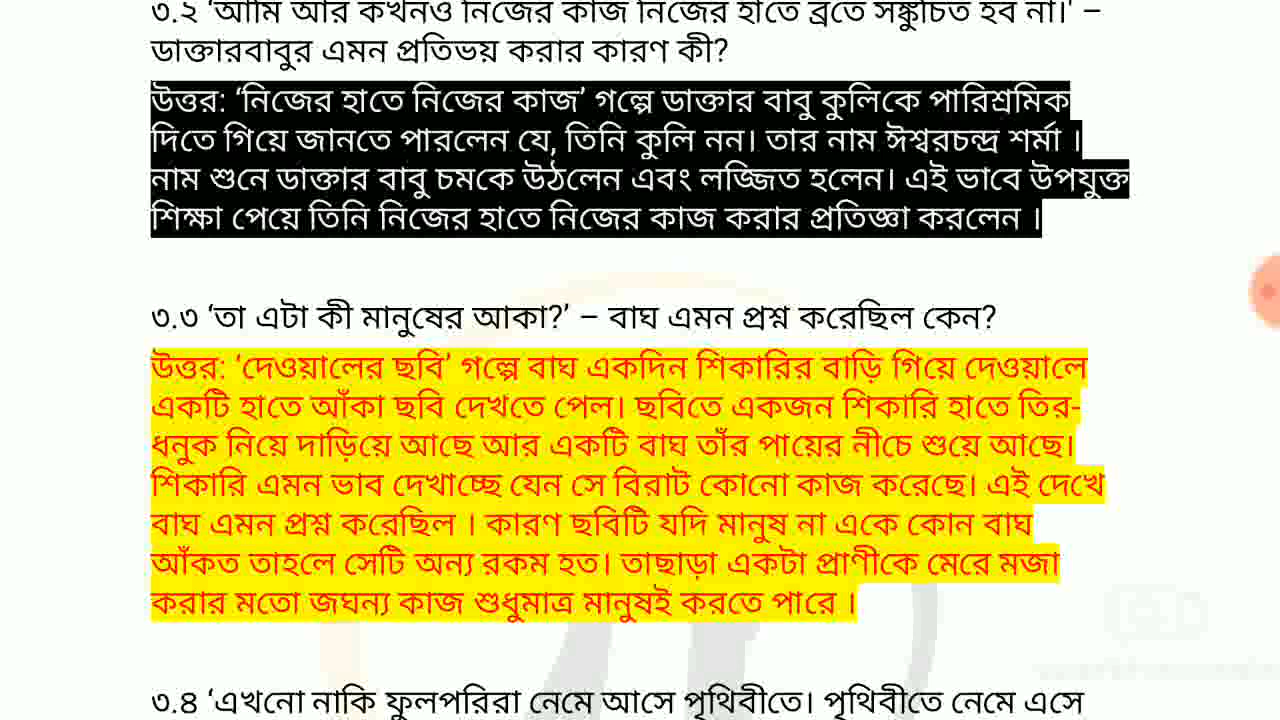 ৩.২ ‘আমি আর কখনও নিজের কাজ নিজের হাতে ব্রতে সঙ্কুচিত হব না।’ –
ডাক্তারবাবুর এমন প্রতিভয় করার কারণ কী?
উত্তর: ‘নিজের হাতে নিজের কাজ’ গল্পে ডাক্তার বাবু কুলিকে পারিশ্রমিক
দিতে গিয়ে জানতে পারলেন যে, তিনি কুলি নন। তার নাম ঈশ্বরচন্দ্র শর্মা ।
নাম শুনে ডাক্তার বাবু চমকে উঠলেন এবং লজ্জিত হলেন। এই ভাবে উপযুক্ত
শিক্ষা পেয়ে তিনি নিজের হাতে নিজের কাজ করার প্রতিজ্ঞা করলেন ।
৩.৩ ‘তা এটা কী মানুষের আকা?’ – বাঘ এমন প্রশ্ন করেছিল কেন?
উত্তর: ‘দেওয়ালের ছবি’ গল্পে বাঘ একদিন শিকারির বাড়ি গিয়ে দেওয়ালে
একটি হাতে আঁকা ছবি দেখতে পেল। ছবিতে একজন শিকারি হাতে তির-
ধনুক নিয়ে দাড়িয়ে আছে আর একটি বাঘ তাঁর পায়ের নীচে শুয়ে আছে।
শিকারি এমন ভাব দেখাচ্ছে যেন সে বিরাট কোনো কাজ করেছে। এই দেখে
বাঘ এমন প্রশ্ন করেছিল । কারণ ছবিটি যদি মানুষ না একে কোন বাঘ
আঁকত তাহলে সেটি অন্য রকম হত। তাছাড়া একটা প্রাণীকে মেরে মজা
করার মতো জঘন্য কাজ শুধুমাত্র মানুষই করতে পারে ।
৩.৪ ‘এখনো নাকি ফুলপরিরা নেমে আসে পৃথিবীতে। পৃথিবীতে নেমে এসে